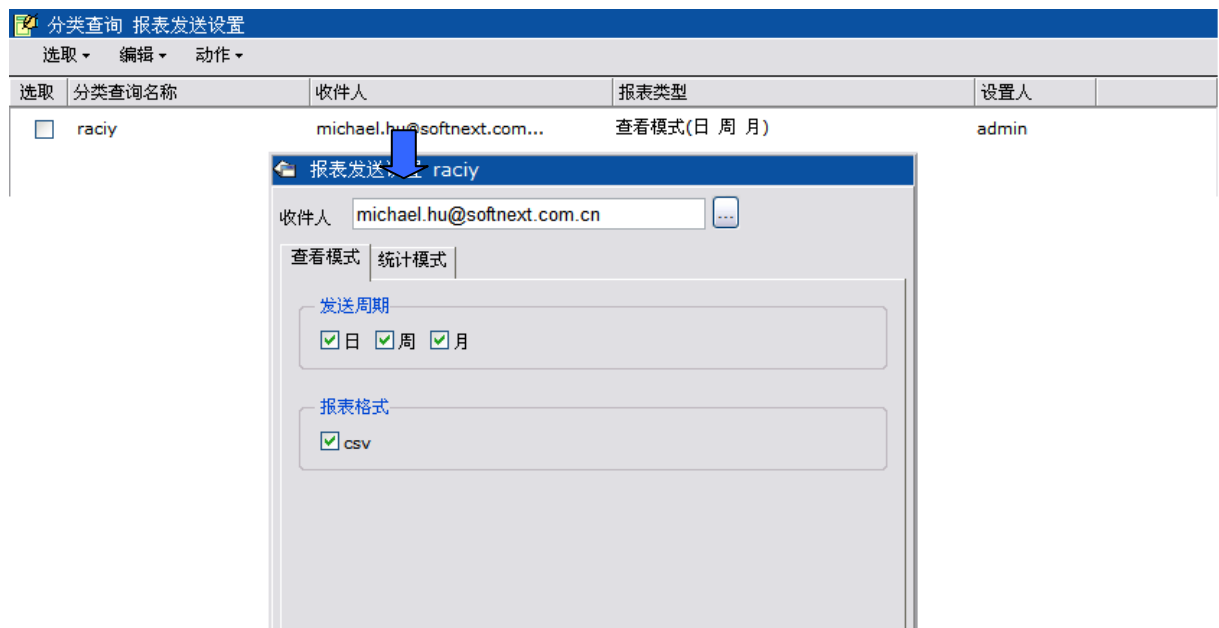 分类查询 报表发送设置
选取 编辑 动作
选取 分类查询名称 收件人 报表类型 设置人
raciy michael.hu@softnext.com... 查看模式(日 周 月) admin
报表发送设置 raciy
收件人 michael.hu@softnext.com.cn ...
查看模式 统计模式
发送周期
日 周 月
报表格式
csv